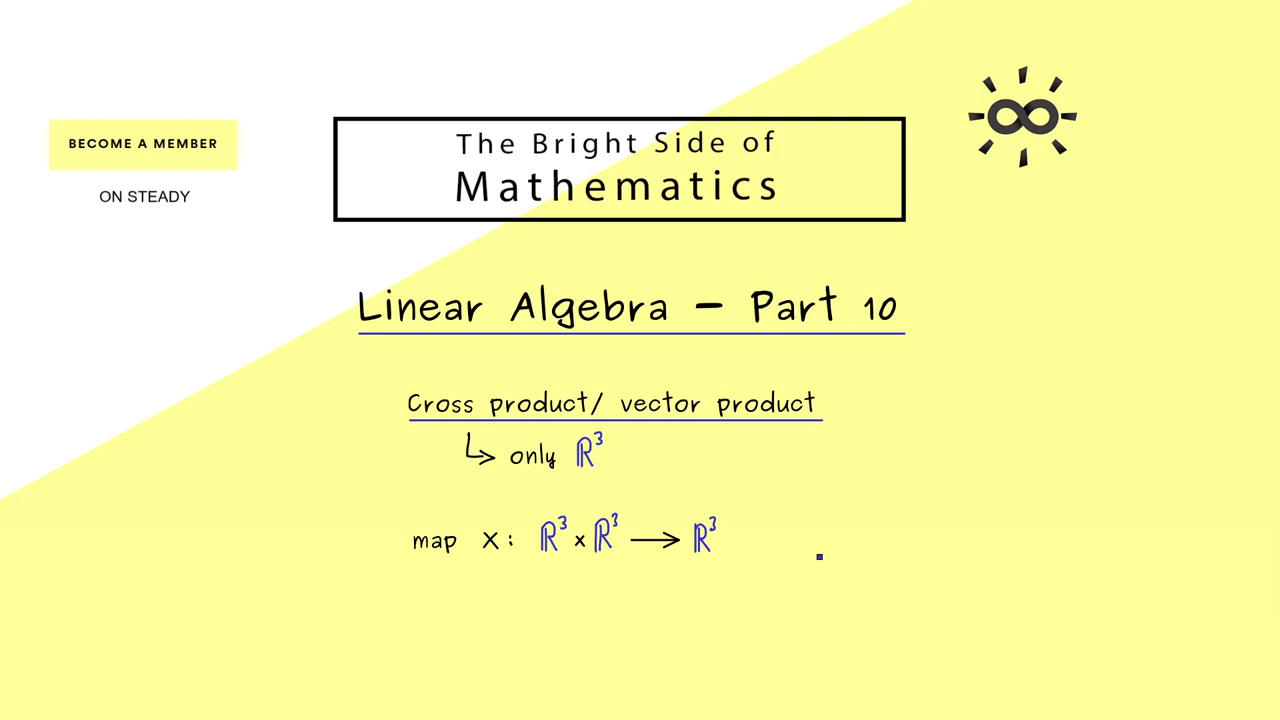 BECOME A MEMBER
ON STEADY
The Bright Side of
Mathematics
Linear Algebra – Part 10
Cross product/ vector product
↳ only ℝ³
map ×: ℝ³ × ℝ³ ⟶ ℝ³